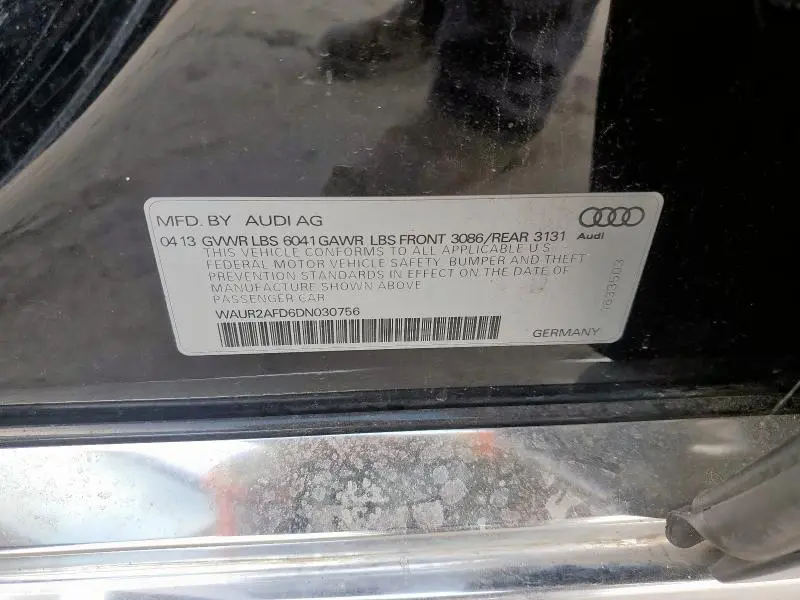 MFD. BY AUDI AG
0413 GVWR LBS 6041 GAWR LBS FRONT 3086/REAR 3131
Audi
THIS VEHICLE CONFORMS TO ALL APPLICABLE U.S.
FEDERAL MOTOR VEHICLE SAFETY, BUMPER AND THEFT
PREVENTION STANDARDS IN EFFECT ON THE DATE OF
MANUFACTURE SHOWN ABOVE
PASSENGER CAR
WAUR2AFD6DN030756
GERMANY
1633503